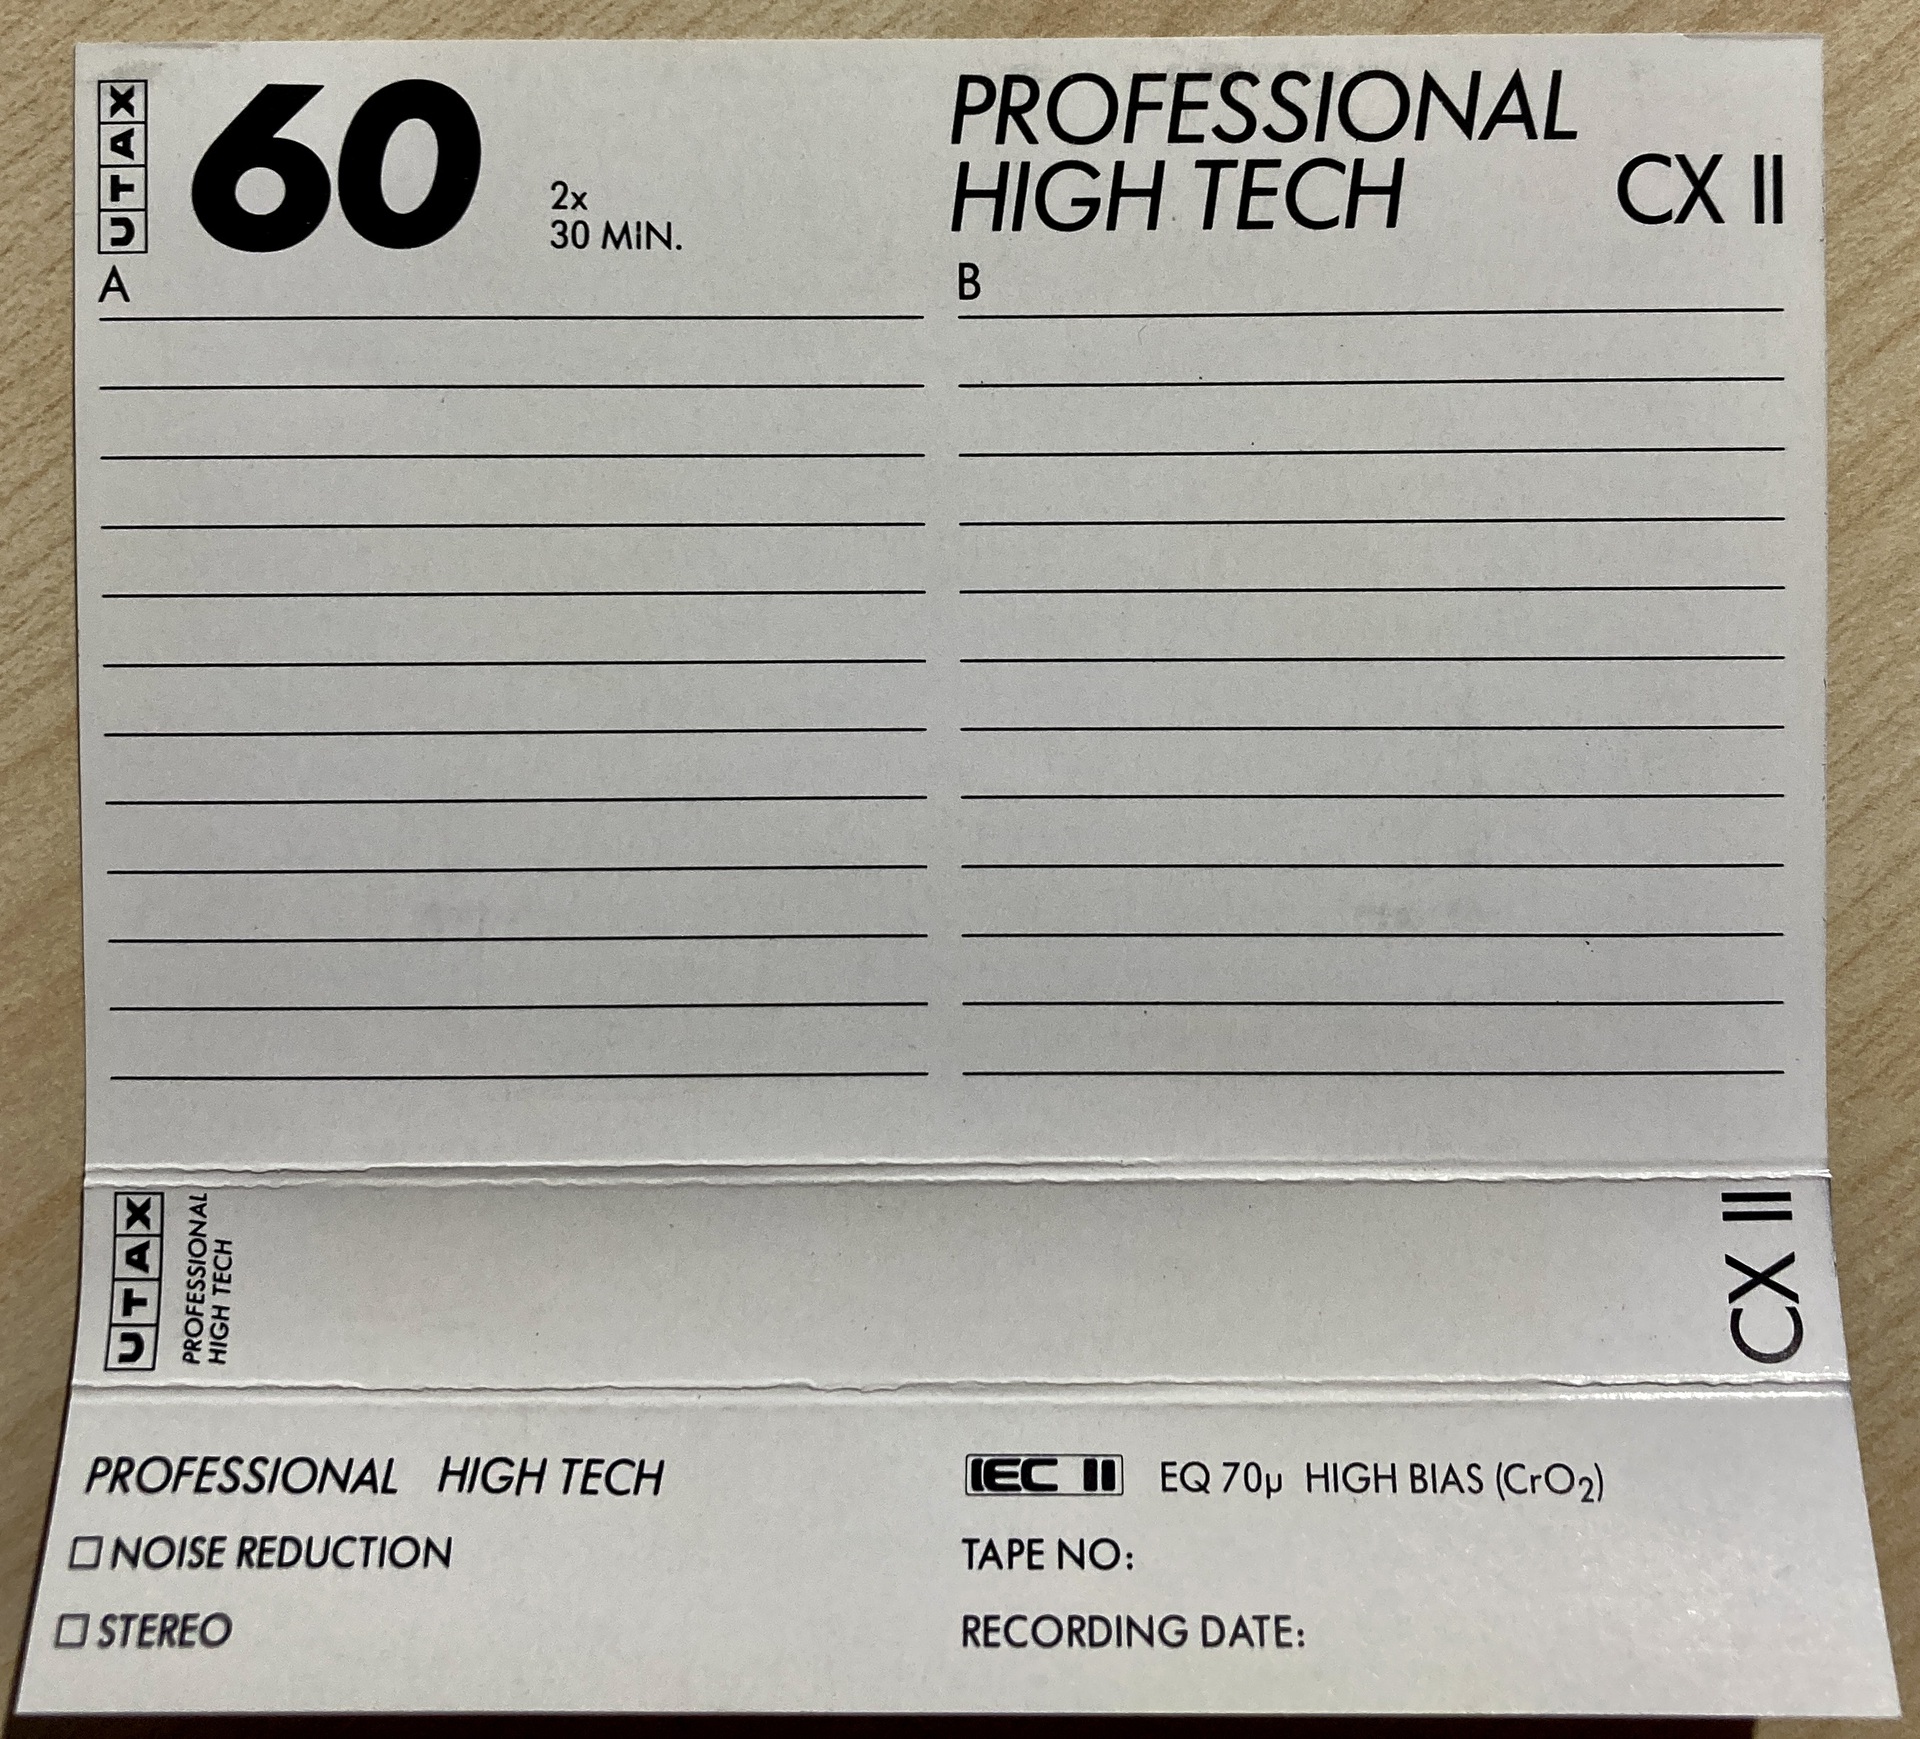 UTAX
60
2x
30 MIN.
PROFESSIONAL
HIGH TECH
CX II
A
B
UTAX
PROFESSIONAL
HIGH TECH
CX II
PROFESSIONAL HIGH TECH
IEC II EQ 70µ HIGH BIAS (CrO₂)
NOISE REDUCTION
TAPE NO:
STEREO
RECORDING DATE: